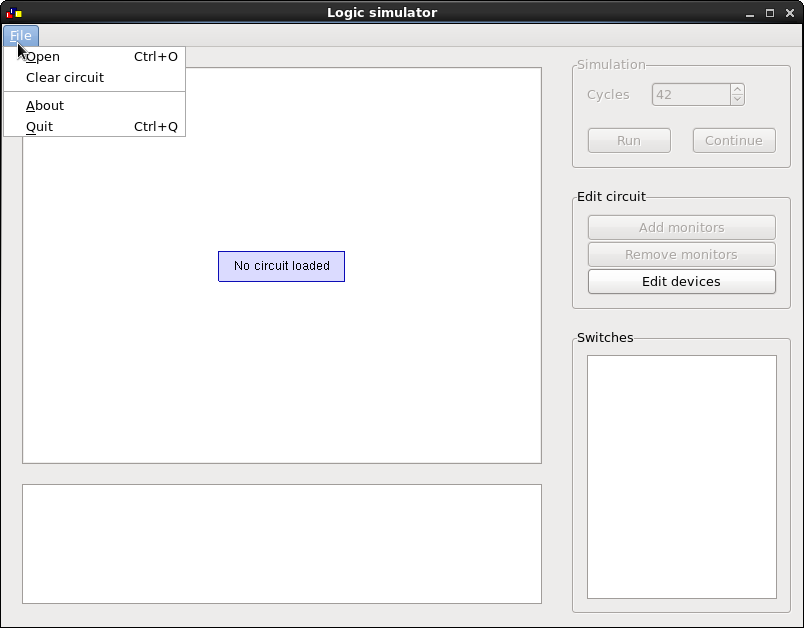 Logic simulator
File
Open Ctrl+O
Clear circuit
About
Quit Ctrl+Q
No circuit loaded
Simulation
Cycles 42
Run Continue
Edit circuit
Add monitors
Remove monitors
Edit devices
Switches